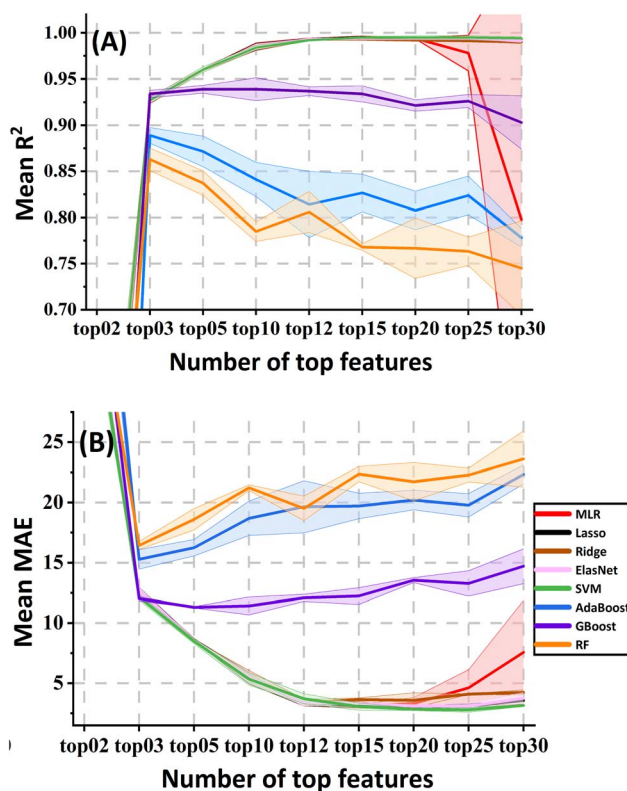 (A)
Mean R²
1.00
0.95
0.90
0.85
0.80
0.75
0.70
top02 top03 top05 top10 top12 top15 top20 top25 top30
Number of top features
(B)
Mean MAE
25
20
15
10
5
top02 top03 top05 top10 top12 top15 top20 top25 top30
Number of top features
MLR
Lasso
Ridge
ElasNet
SVM
AdaBoost
GBoost
RF